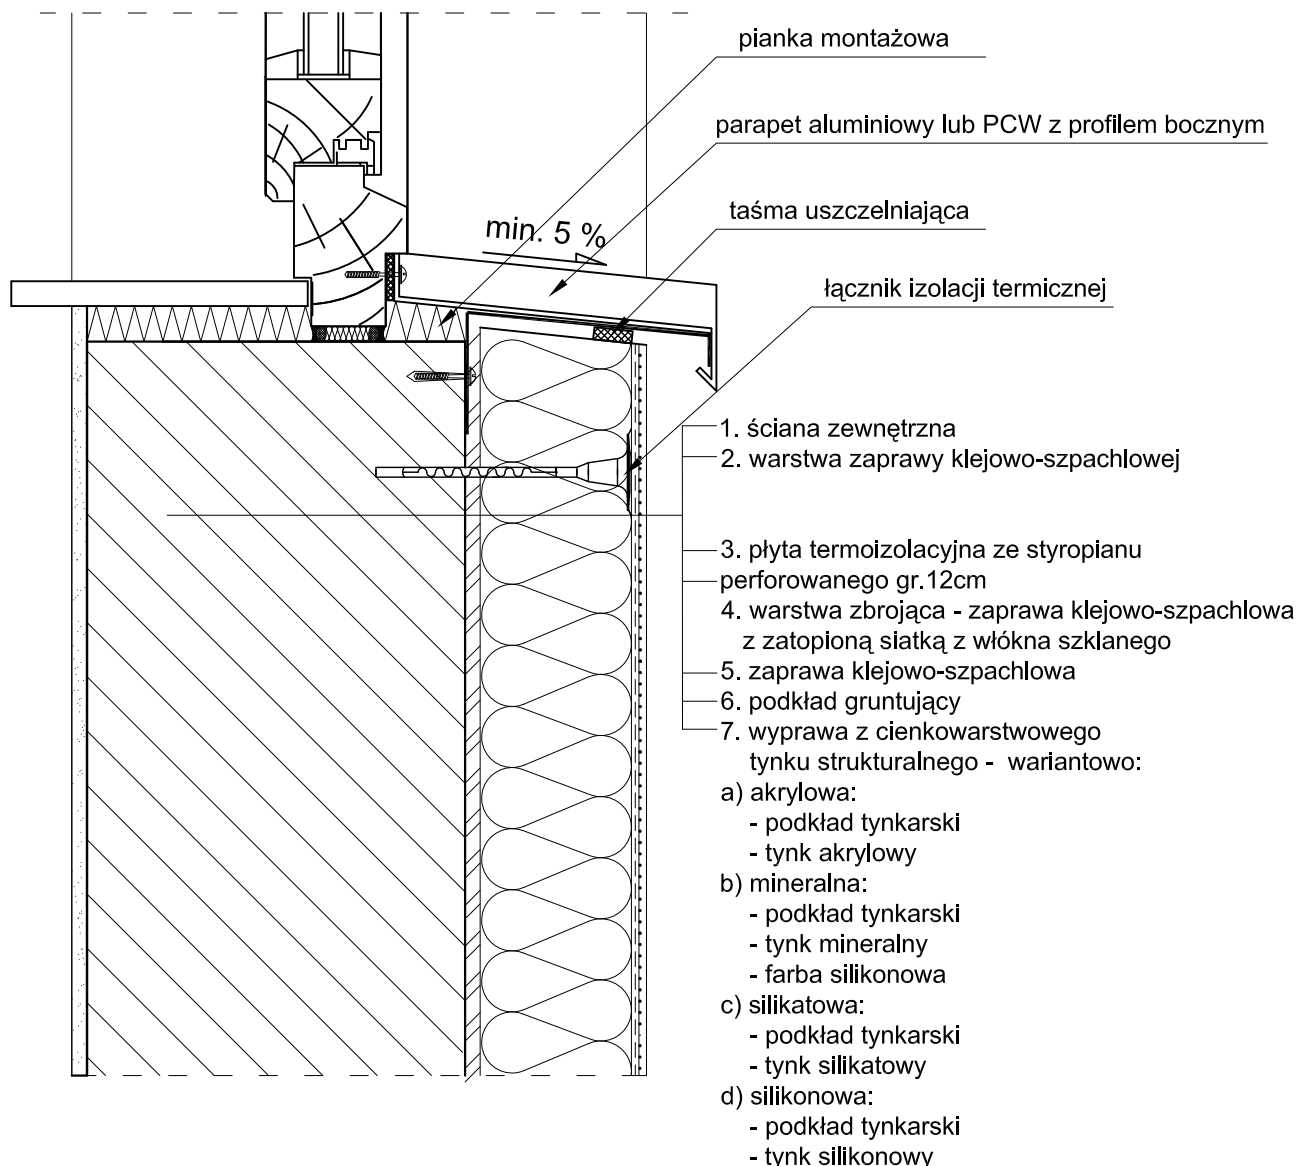 pianka montażowa
parapet aluminiowy lub PCW z profilem bocznym
taśma uszczelniająca
min. 5 %
łącznik izolacji termicznej
1. ściana zewnętrzna
2. warstwa zaprawy klejowo-szpachlowej
3. płyta termoizolacyjna ze styropianu
perforowanego gr.12cm
4. warstwa zbrojąca - zaprawa klejowo-szpachlowa
z zatopioną siatką z włókna szklanego
5. zaprawa klejowo-szpachlowa
6. podkład gruntujący
7. wyprawa z cienkowarstwowego
tynku strukturalnego - wariantowo:
a) akrylowa:
- podkład tynkarski
- tynk akrylowy
b) mineralna:
- podkład tynkarski
- tynk mineralny
- farba silikonowa
c) silikatowa:
- podkład tynkarski
- tynk silikatowy
d) silikonowa:
- podkład tynkarski
- tynk silikonowy